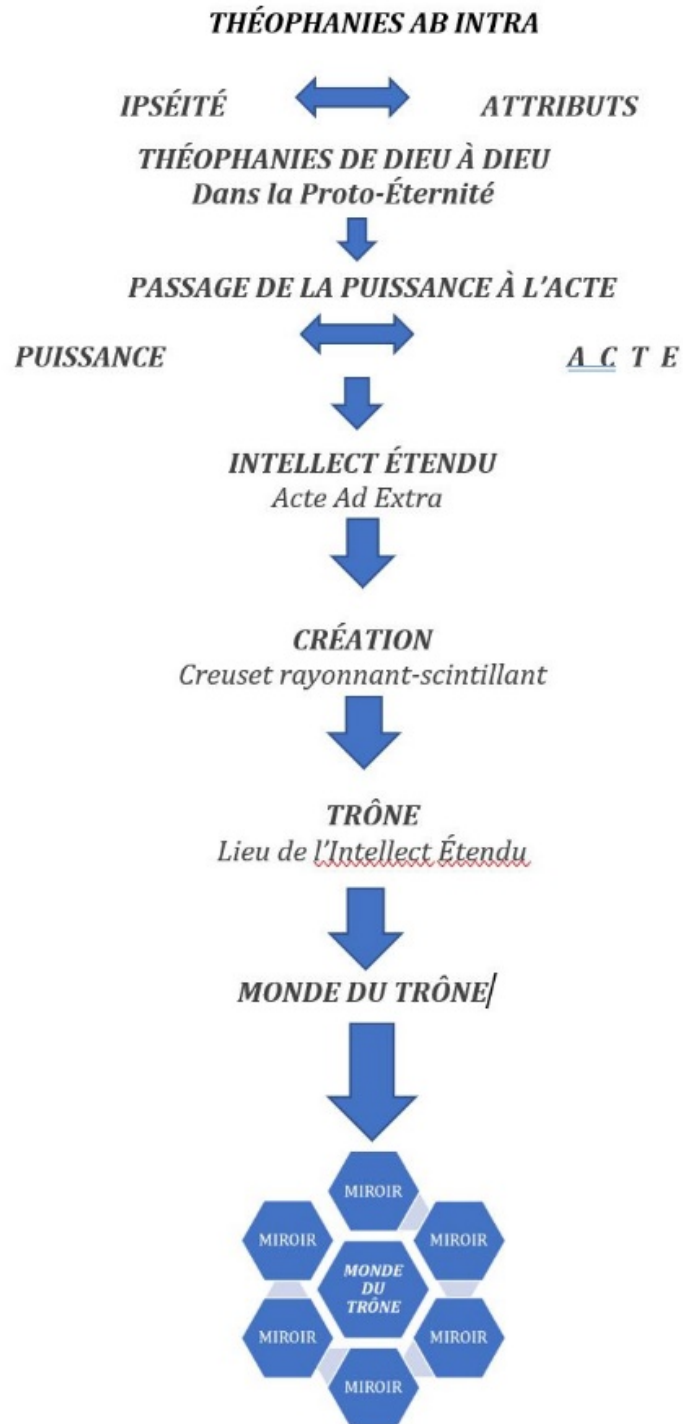 THÉOPHANIES AB INTRA
IPSÉITÉ ATTRIBUTS
THÉOPHANIES DE DIEU À DIEU
Dans la Proto-Éternité
PASSAGE DE LA PUISSANCE À L'ACTE
PUISSANCE A C T E
INTELLECT ÉTENDU
Acte Ad Extra
CRÉATION
Creuset rayonnant-scintillant
TRÔNE
Lieu de l'Intellect Étendu
MONDE DU TRÔNE
MIROIR
MIROIR
MIROIR
MONDE
DU
TRÔNE
MIROIR
MIROIR
MIROIR